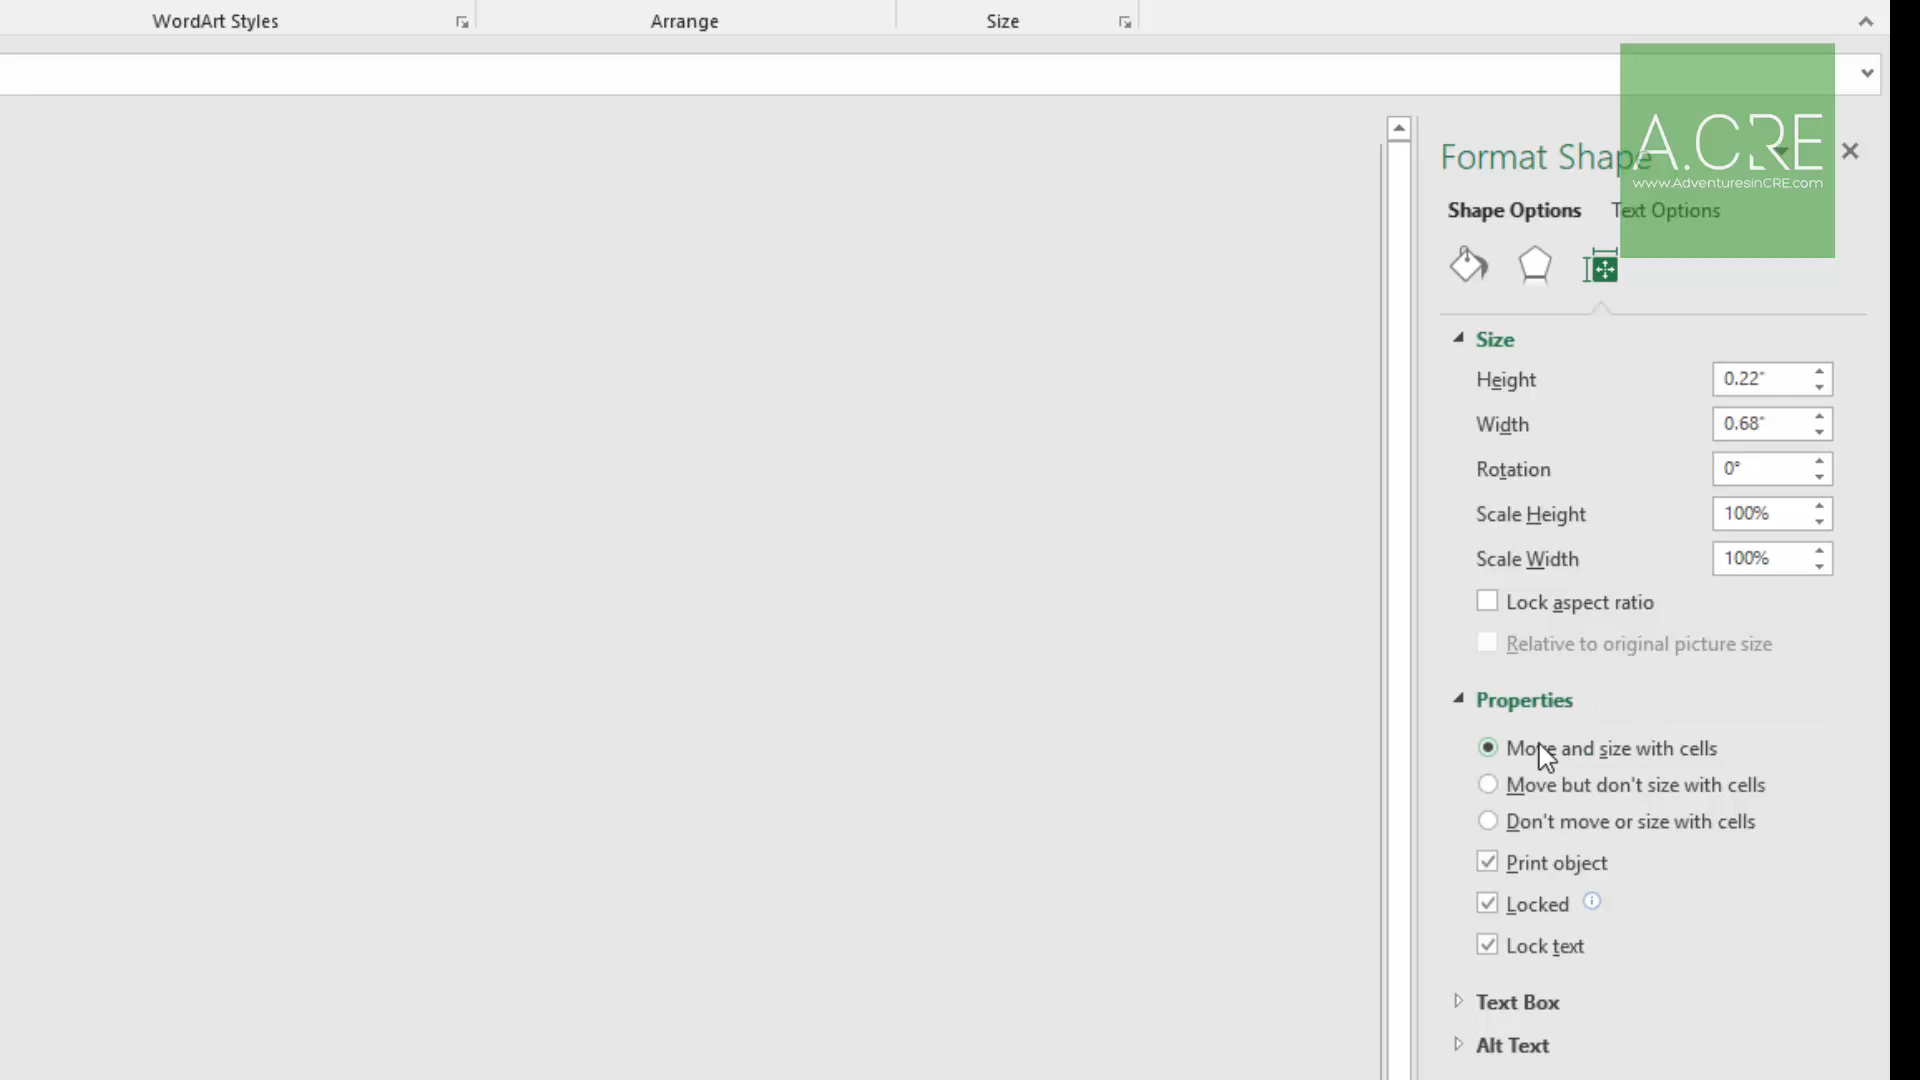 WordArt Styles
Arrange
Size
A.CRE
www.AdventuresinCRE.com
Format Shape
Shape Options
Text Options
Size
Height
0.22"
Width
0.68"
Rotation
0°
Scale Height
100%
Scale Width
100%
Lock aspect ratio
Relative to original picture size
Properties
Move and size with cells
Move but don't size with cells
Don't move or size with cells
Print object
Locked
Lock text
Text Box
Alt Text